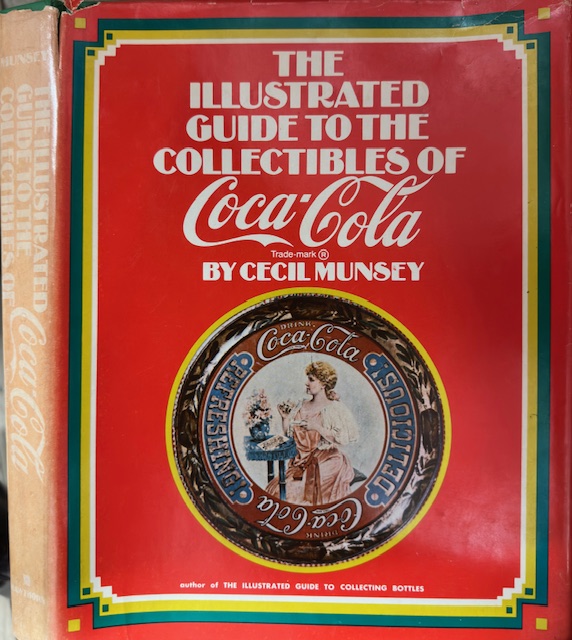 MUNSEY
THE ILLUSTRATED
GUIDE TO THE
COLLECTIBLES OF
Coca-Cola
THE
ILLUSTRATED
GUIDE TO THE
COLLECTIBLES OF
Coca-Cola
Trade-mark ®
BY CECIL MUNSEY
DRINK
Coca-Cola
DELICIOUS!
REFRESHING!
DRINK
Coca-Cola
author of THE ILLUSTRATED GUIDE TO COLLECTING BOTTLES